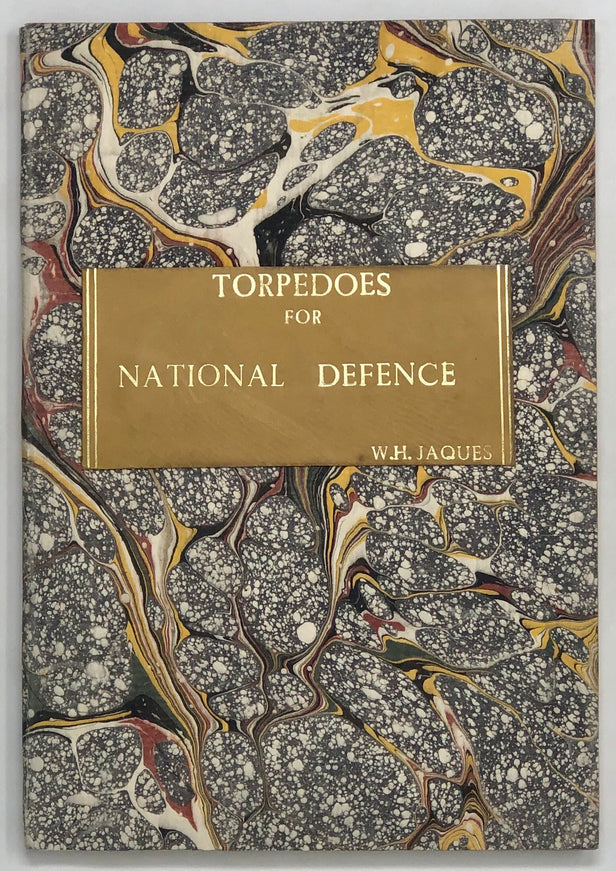 TORPEDOES
FOR
NATIONAL DEFENCE
W.H. JAQUES